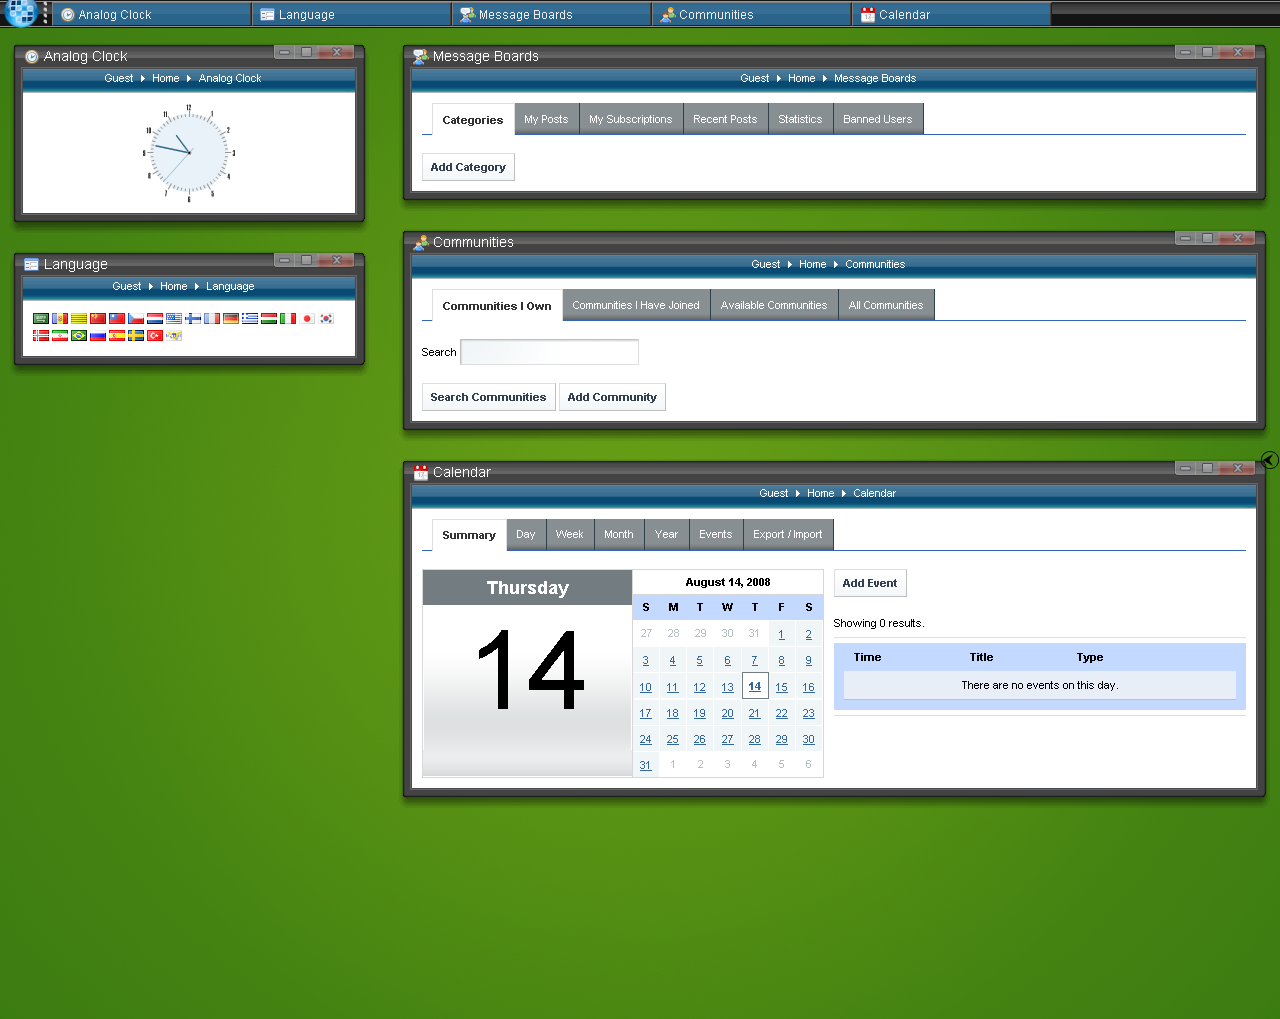 Analog Clock
Language
Message Boards
Communities
Calendar
Analog Clock
Guest Home Analog Clock
12
1
2
3
4
5
6
7
8
9
10
11
Language
Guest Home Language
Message Boards
Guest Home Message Boards
Categories My Posts My Subscriptions Recent Posts Statistics Banned Users
Add Category
Communities
Guest Home Communities
Communities I Own Communities I Have Joined Available Communities All Communities
Search
Search Communities Add Community
Calendar
Guest Home Calendar
Summary Day Week Month Year Events Export / Import
Thursday
14
August 14, 2008
S M T W T F S
27 28 29 30 31 1 2
3 4 5 6 7 8 9
10 11 12 13 14 15 16
17 18 19 20 21 22 23
24 25 26 27 28 29 30
31 1 2 3 4 5 6
Add Event
Showing 0 results.
Time Title Type
There are no events on this day.